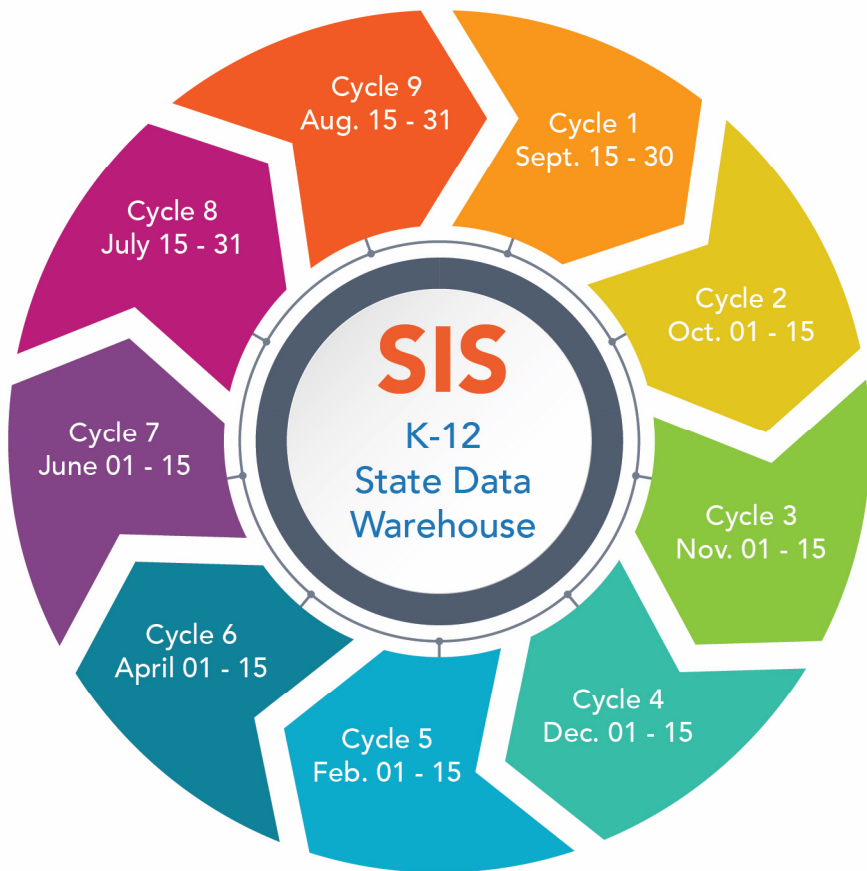 SIS
K-12
State Data
Warehouse
Cycle 1
Sept. 15 - 30
Cycle 2
Oct. 01 - 15
Cycle 3
Nov. 01 - 15
Cycle 4
Dec. 01 - 15
Cycle 5
Feb. 01 - 15
Cycle 6
April 01 - 15
Cycle 7
June 01 - 15
Cycle 8
July 15 - 31
Cycle 9
Aug. 15 - 31